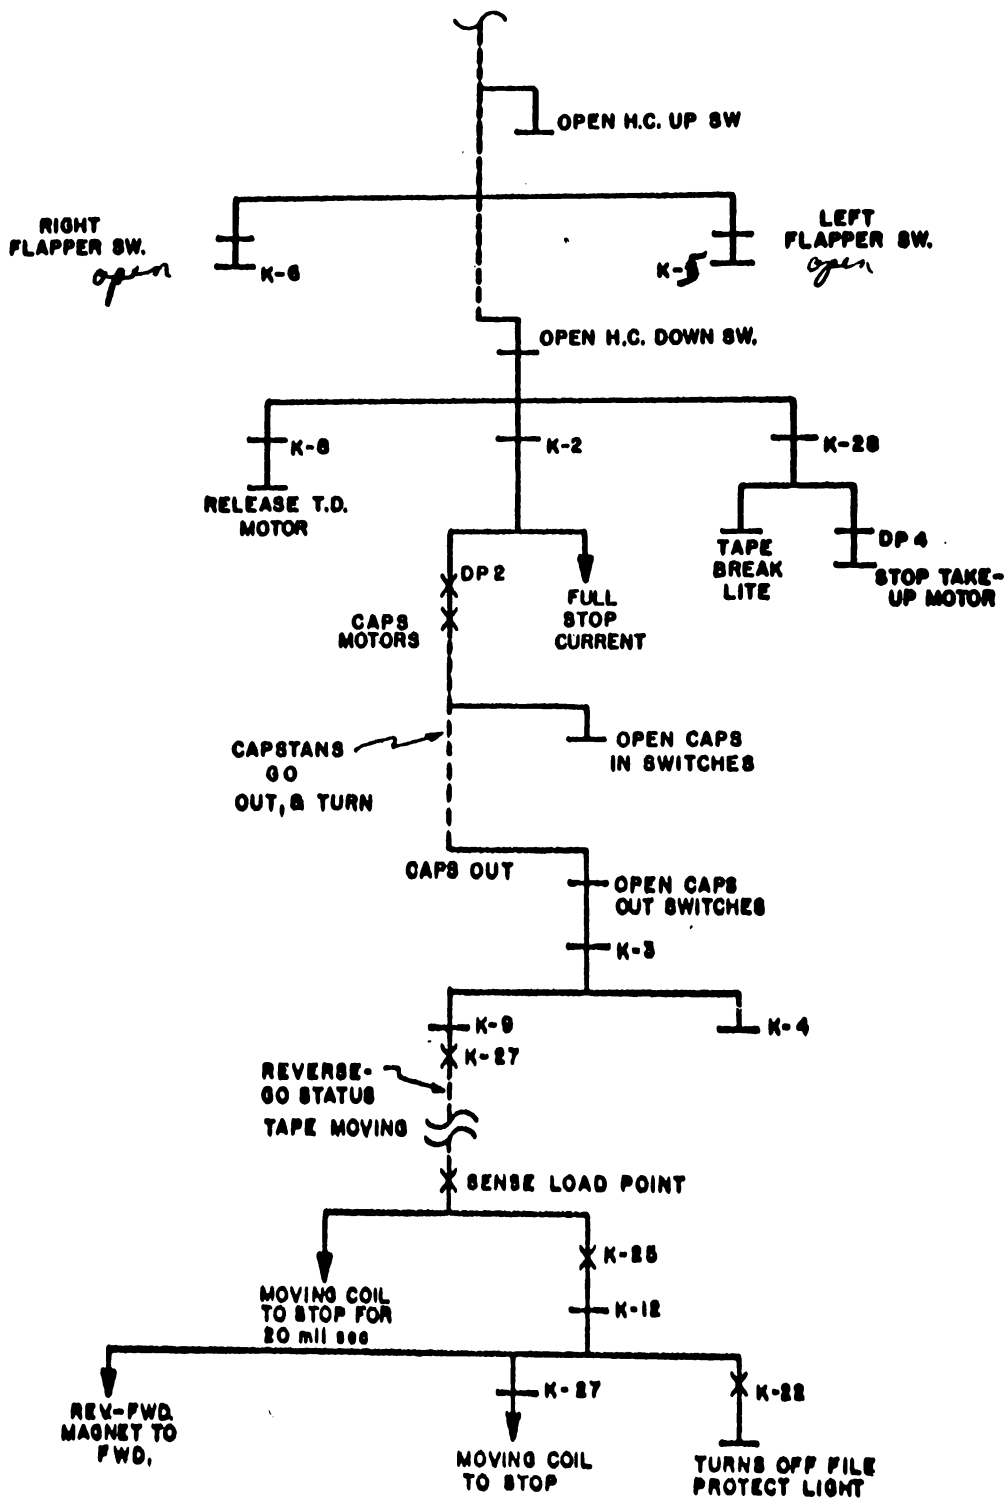 OPEN H.C. UP SW
RIGHT
FLAPPER SW.
open
K-6
LEFT
FLAPPER SW.
open
K-5
OPEN H.C. DOWN SW.
K-8
RELEASE T.D.
MOTOR
K-2
K-28
DP2
FULL
STOP
CURRENT
TAPE
BREAK
LITE
DP4
STOP TAKE-
UP MOTOR
CAPS
MOTORS
CAPSTANS
GO
OUT, & TURN
OPEN CAPS
IN SWITCHES
CAPS OUT
OPEN CAPS
OUT SWITCHES
K-3
K-9
K-4
K-27
REVERSE-
GO STATUS
TAPE MOVING
SENSE LOAD POINT
K-25
MOVING COIL
TO STOP FOR
20 mil sec
K-12
REV.-FWD.
MAGNET TO
FWD.
K-27
MOVING COIL
TO STOP
K-22
TURNS OFF FILE
PROTECT LIGHT